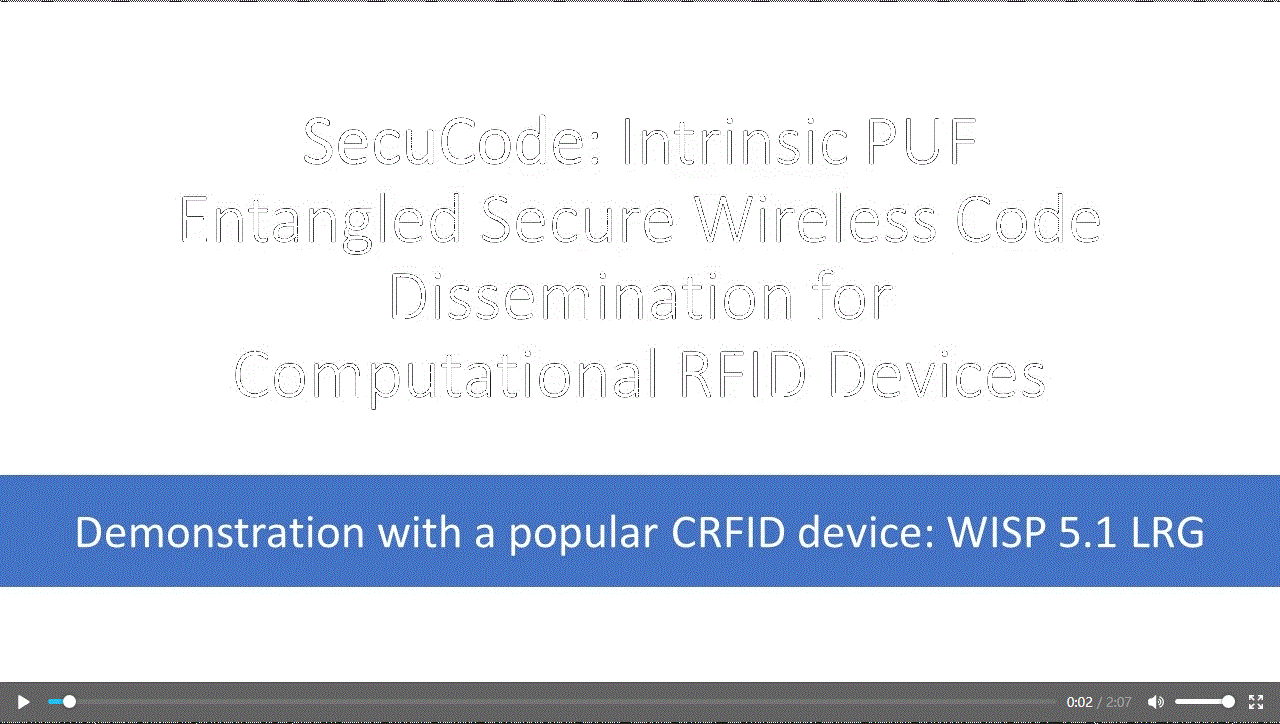 SecuCode: Intrinsic PUF
Entangled Secure Wireless Code
Dissemination for
Computational RFID Devices
Demonstration with a popular CRFID device: WISP 5.1 LRG
0:02 / 2:07